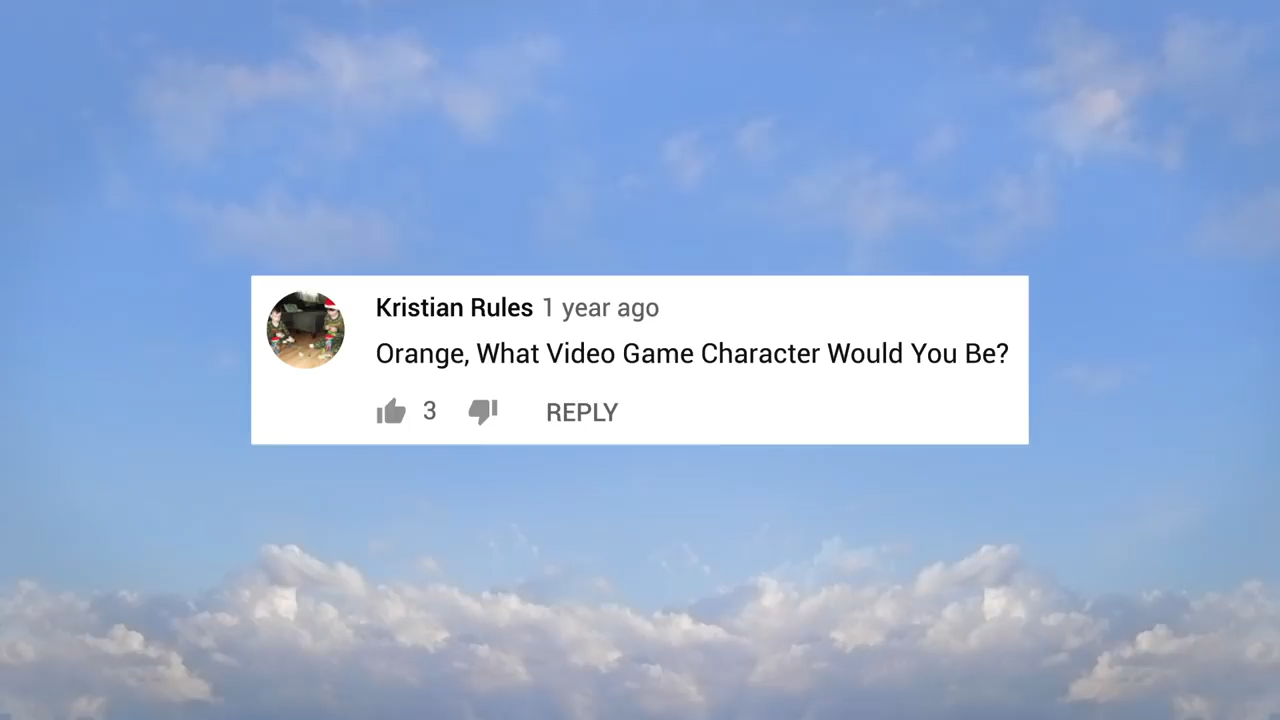 Kristian Rules 1 year ago
Orange, What Video Game Character Would You Be?
3 REPLY